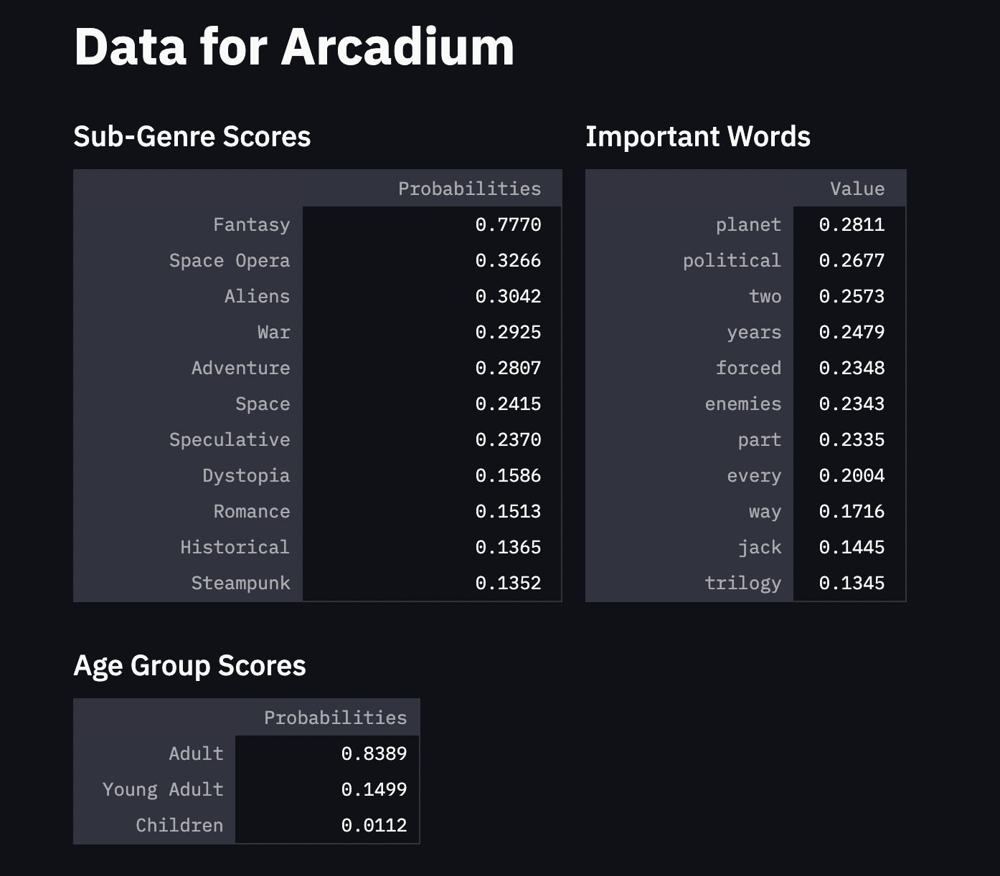 Data for Arcadium
Sub-Genre Scores
Probabilities
Fantasy 0.7770
Space Opera 0.3266
Aliens 0.3042
War 0.2925
Adventure 0.2807
Space 0.2415
Speculative 0.2370
Dystopia 0.1586
Romance 0.1513
Historical 0.1365
Steampunk 0.1352
Important Words
Value
planet 0.2811
political 0.2677
two 0.2573
years 0.2479
forced 0.2348
enemies 0.2343
part 0.2335
every 0.2004
way 0.1716
jack 0.1445
trilogy 0.1345
Age Group Scores
Probabilities
Adult 0.8389
Young Adult 0.1499
Children 0.0112